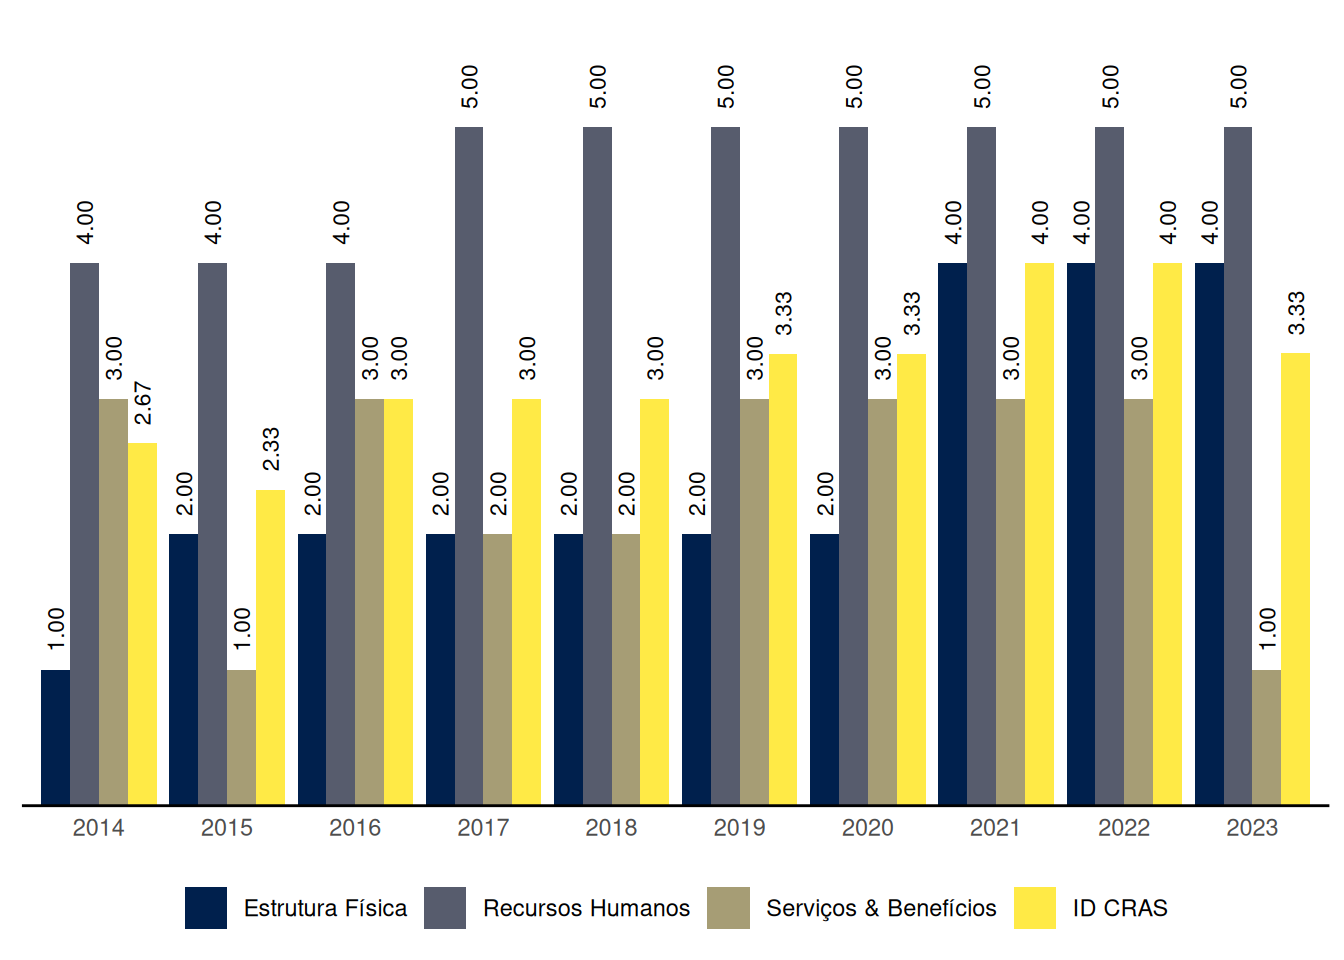 5.00 5.00 5.00 5.00 5.00 5.00 5.00
4.00 4.00 4.00 4.00 4.00 4.00 4.00 4.00
3.33 3.33 3.33
3.00 3.00 3.00 3.00 3.00 3.00 3.00 3.00 3.00
2.67
2.33
2.00 2.00 2.00 2.00 2.00 2.00 2.00 2.00
1.00 1.00 1.00
2014 2015 2016 2017 2018 2019 2020 2021 2022 2023
Estrutura Física Recursos Humanos Serviços & Benefícios ID CRAS